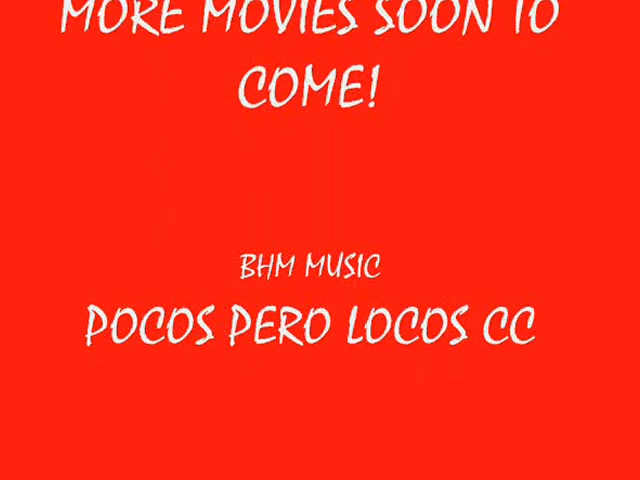 MORE MOVIES SOON TO
COME!
BHM MUSIC
POCOS PERO LOCOS CC